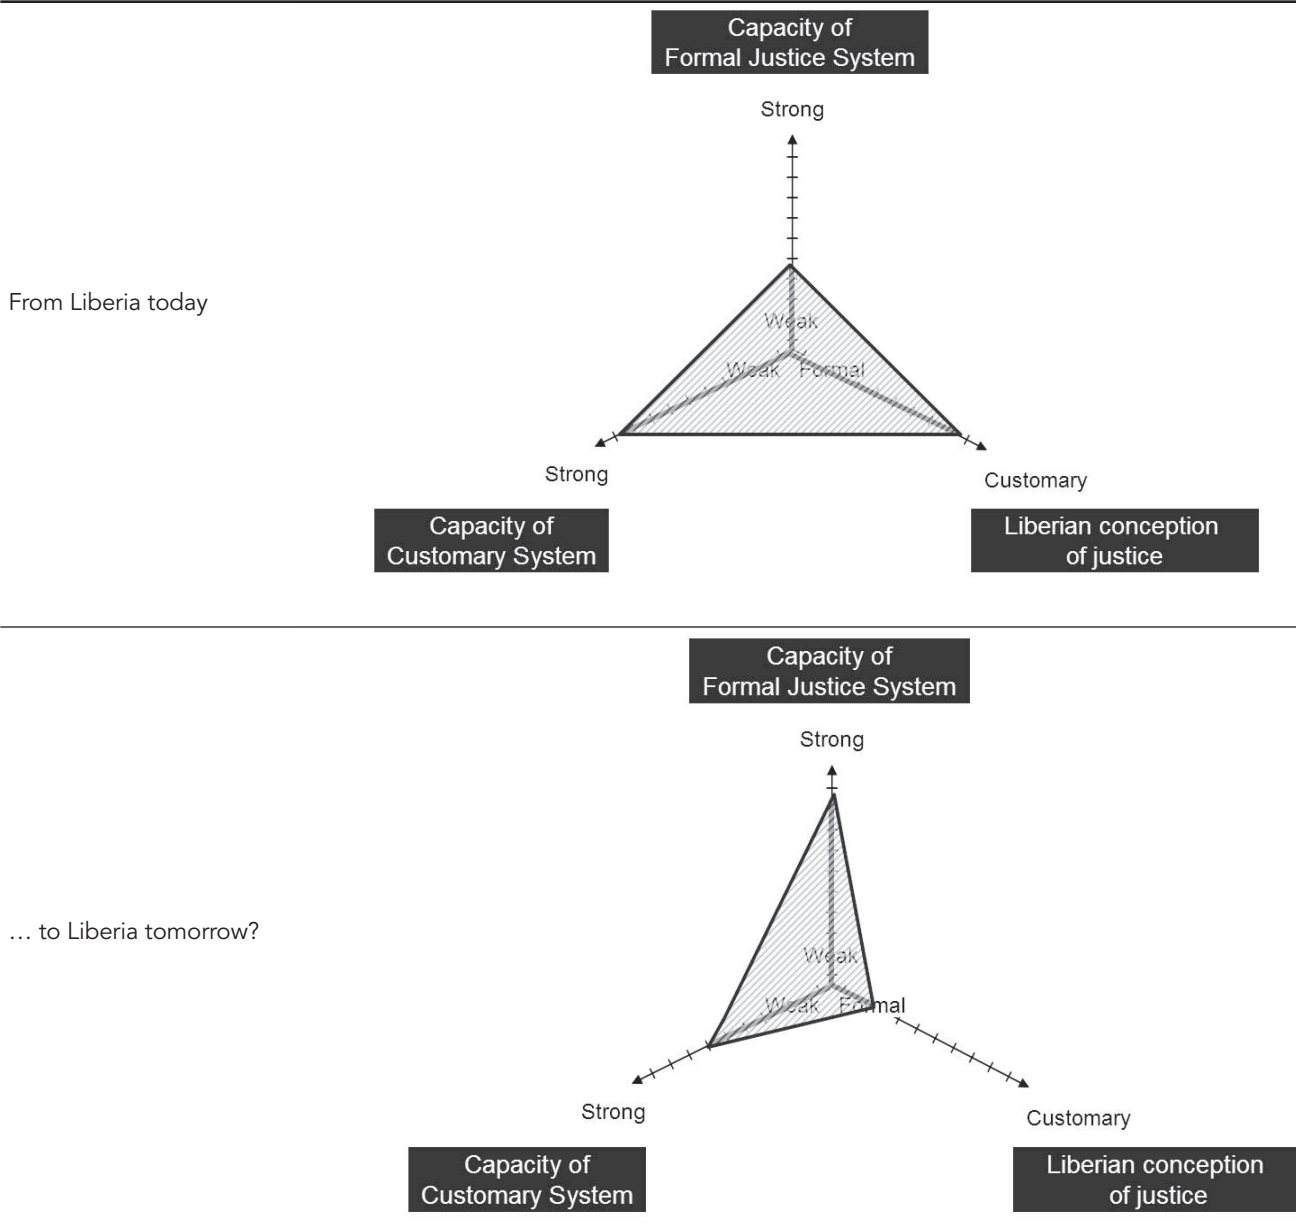 Capacity of
Formal Justice System
Strong
From Liberia today
Weak
Weak Formal
Strong
Customary
Capacity of
Customary System
Liberian conception
of justice
Capacity of
Formal Justice System
Strong
… to Liberia tomorrow?
Weak
Weak Formal
Strong
Customary
Capacity of
Customary System
Liberian conception
of justice